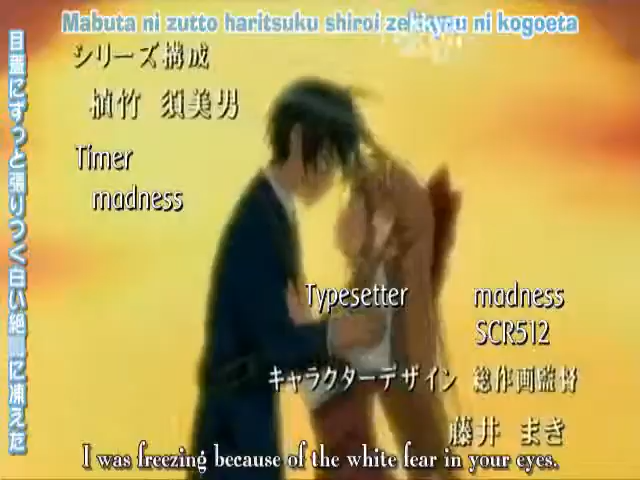 Mabuta ni zutto haritsuku shiroi zekkyou ni kogoeta
目蓋にずっと張りつく白い絶叫に凍えた
シリーズ構成
植竹 須美男
Timer
madness
Typesetter madness
SCR512
キャラクターデザイン 総作画監督
藤井 まき
I was freezing because of the white fear in your eyes.